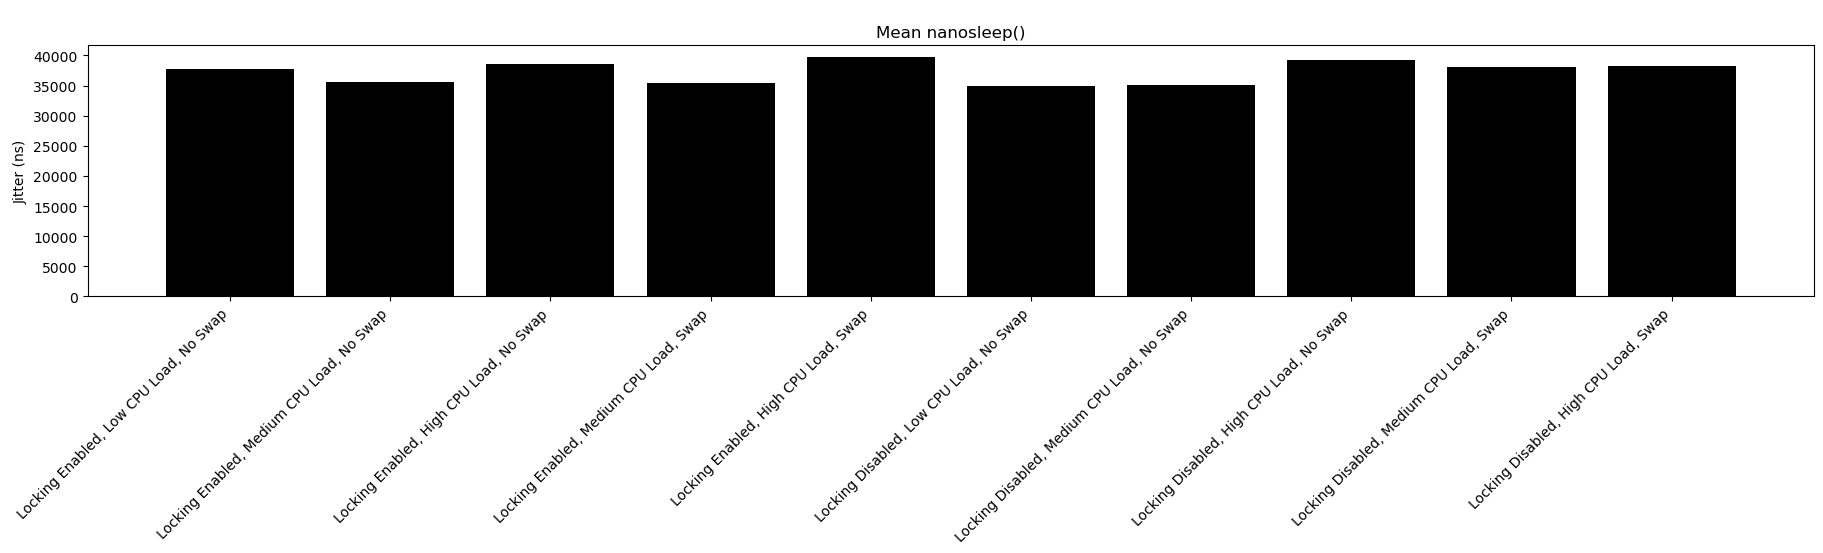 Mean nanosleep()
Jitter (ns)
40000
35000
30000
25000
20000
15000
10000
5000
0
Locking Enabled, Low CPU Load, No Swap
Locking Enabled, Medium CPU Load, No Swap
Locking Enabled, High CPU Load, No Swap
Locking Enabled, Medium CPU Load, Swap
Locking Enabled, High CPU Load, Swap
Locking Disabled, Low CPU Load, No Swap
Locking Disabled, Medium CPU Load, No Swap
Locking Disabled, High CPU Load, No Swap
Locking Disabled, Medium CPU Load, Swap
Locking Disabled, High CPU Load, Swap